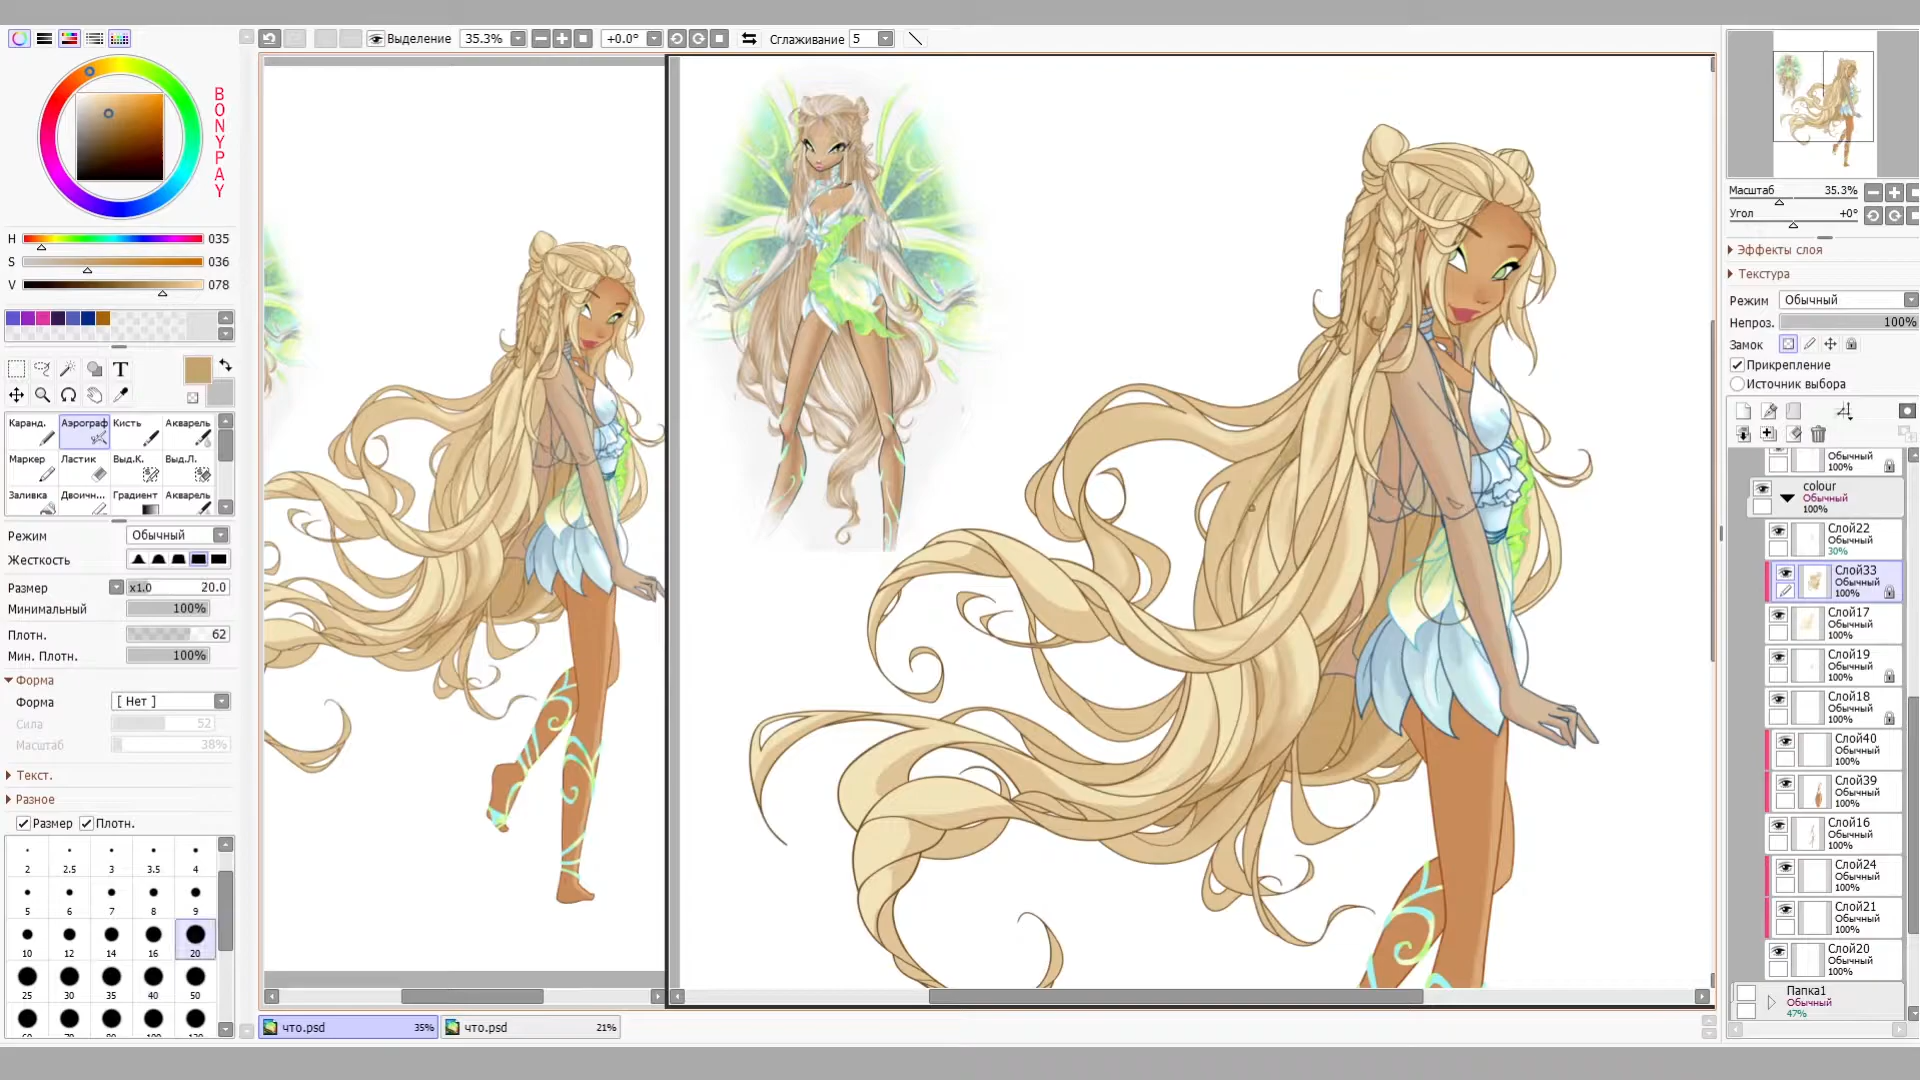 Выделение 35.3% +0.0° Сглаживание 5
BONYPAY
H 035
S 036
V 078
T
Каранд. Аэрограф Кисть Акварель
Маркер Ластик Выд.К. Выд.Л.
Заливка Двоичн... Градиент Акварель
Режим Обычный
Жесткость
Размер x1.0 20.0
Минимальный 100%
Плотн. 62
Мин. Плотн. 100%
Форма
Форма [ Нет ]
Сила 52
Масштаб 38%
Текст.
Разное
Размер Плотн.
2 2.5 3 3.5 4
5 6 7 8 9
10 12 14 16 20
25 30 35 40 50
что.psd 35% что.psd 21%
Масштаб 35.3%
Угол +0°
Эффекты слоя
Текстура
Режим Обычный
Непроз. 100%
Замок
Прикрепление
Источник выбора
Обычный
100%
colour
Обычный
100%
Слой22
Обычный
30%
Слой33
Обычный
100%
Слой17
Обычный
100%
Слой19
Обычный
100%
Слой18
Обычный
100%
Слой40
Обычный
100%
Слой39
Обычный
100%
Слой16
Обычный
100%
Слой24
Обычный
100%
Слой21
Обычный
100%
Слой20
Обычный
100%
Папка1
Обычный
47%